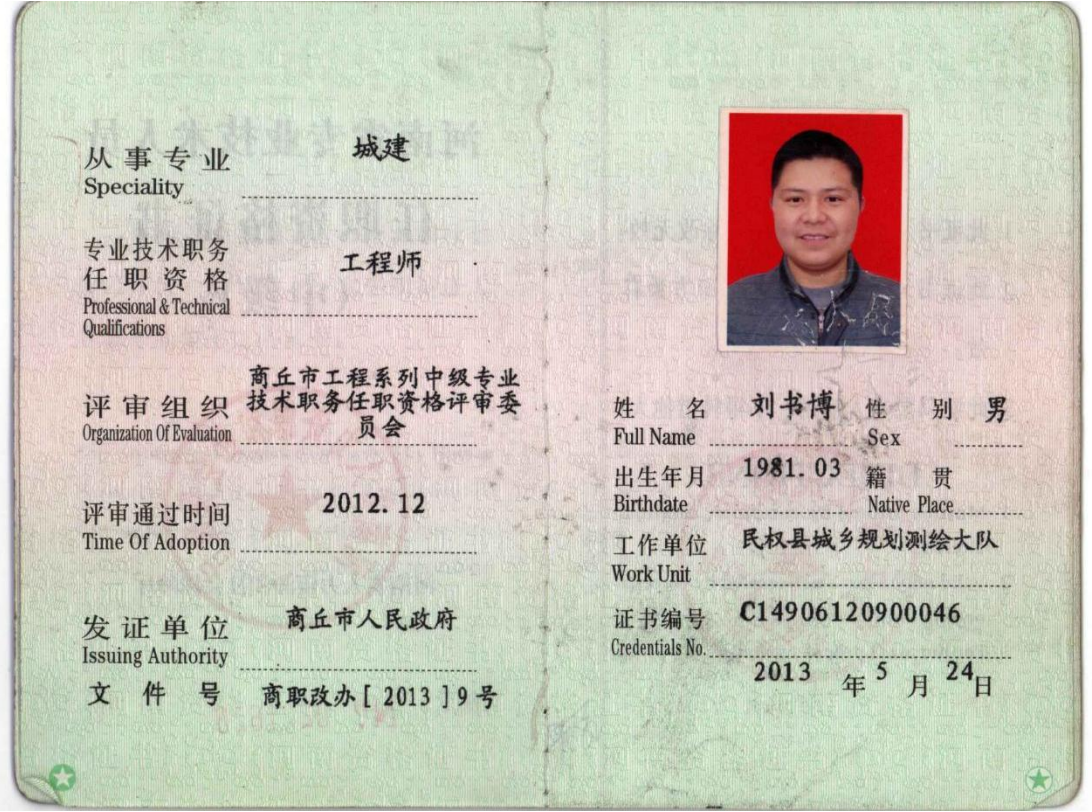 从事专业 城建
Speciality
专业技术职务
任职资格 工程师
Professional & Technical
Qualifications
评审组织 商丘市工程系列中级专业
技术职务任职资格评审委
员会
Organization Of Evaluation
评审通过时间 2012.12
Time Of Adoption
发证单位 商丘市人民政府
Issuing Authority
文件号 商职改办[2013]9号
姓名 刘书博 性别 男
Full Name Sex
出生年月 1981.03 籍贯
Birthdate Native Place
工作单位 民权县城乡规划测绘大队
Work Unit
证书编号 C14906120900046
Credentials No.
2013 年 5 月 24 日